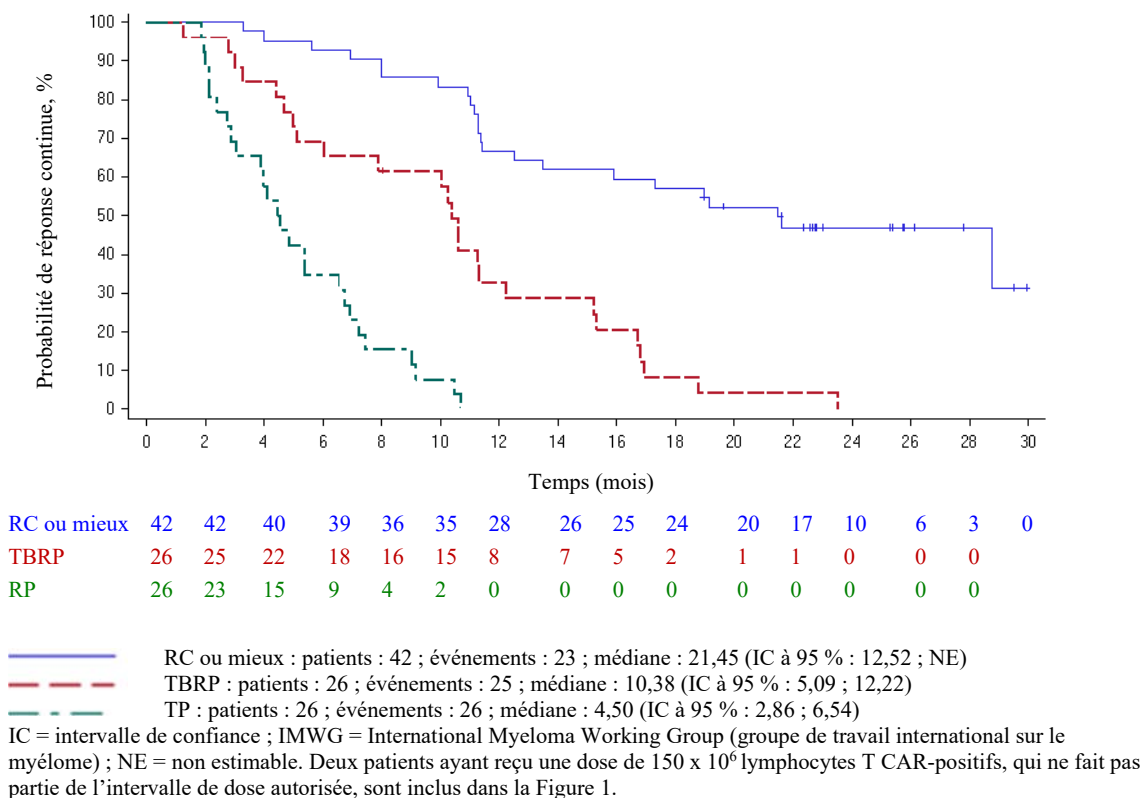 Probabilité de réponse continue, %
100
90
80
70
60
50
40
30
20
10
0
0 2 4 6 8 10 12 14 16 18 20 22 24 26 28 30
Temps (mois)
RC ou mieux 42 42 40 39 36 35 28 26 25 24 20 17 10 6 3 0
TBRP 26 25 22 18 16 15 8 7 5 2 1 1 0 0 0
RP 26 23 15 9 4 2 0 0 0 0 0 0 0 0 0
RC ou mieux : patients : 42 ; événements : 23 ; médiane : 21,45 (IC à 95 % : 12,52 ; NE)
TBRP : patients : 26 ; événements : 25 ; médiane : 10,38 (IC à 95 % : 5,09 ; 12,22)
TP : patients : 26 ; événements : 26 ; médiane : 4,50 (IC à 95 % : 2,86 ; 6,54)
IC = intervalle de confiance ; IMWG = International Myeloma Working Group (groupe de travail international sur le
myélome) ; NE = non estimable. Deux patients ayant reçu une dose de 150 x 10⁶ lymphocytes T CAR-positifs, qui ne fait pas
partie de l’intervalle de dose autorisée, sont inclus dans la Figure 1.